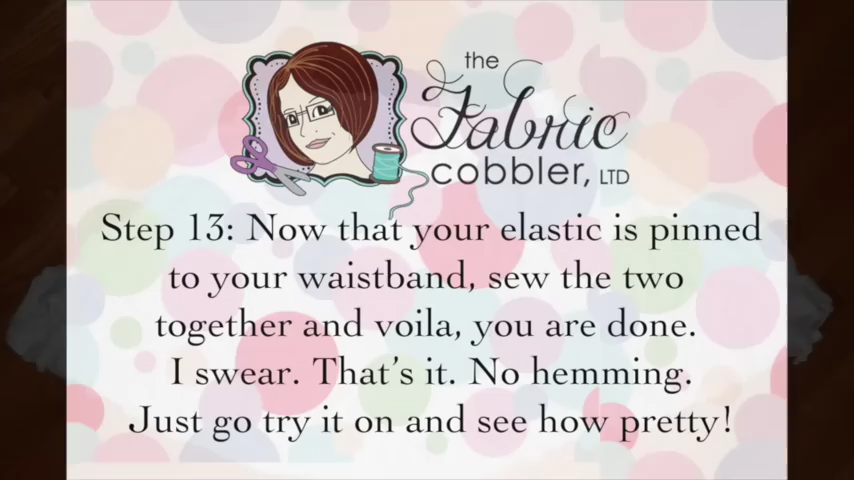 the
Fabric
cobbler, LTD
Step 13: Now that your elastic is pinned
to your waistband, sew the two
together and voila, you are done.
I swear. That's it. No hemming.
Just go try it on and see how pretty!